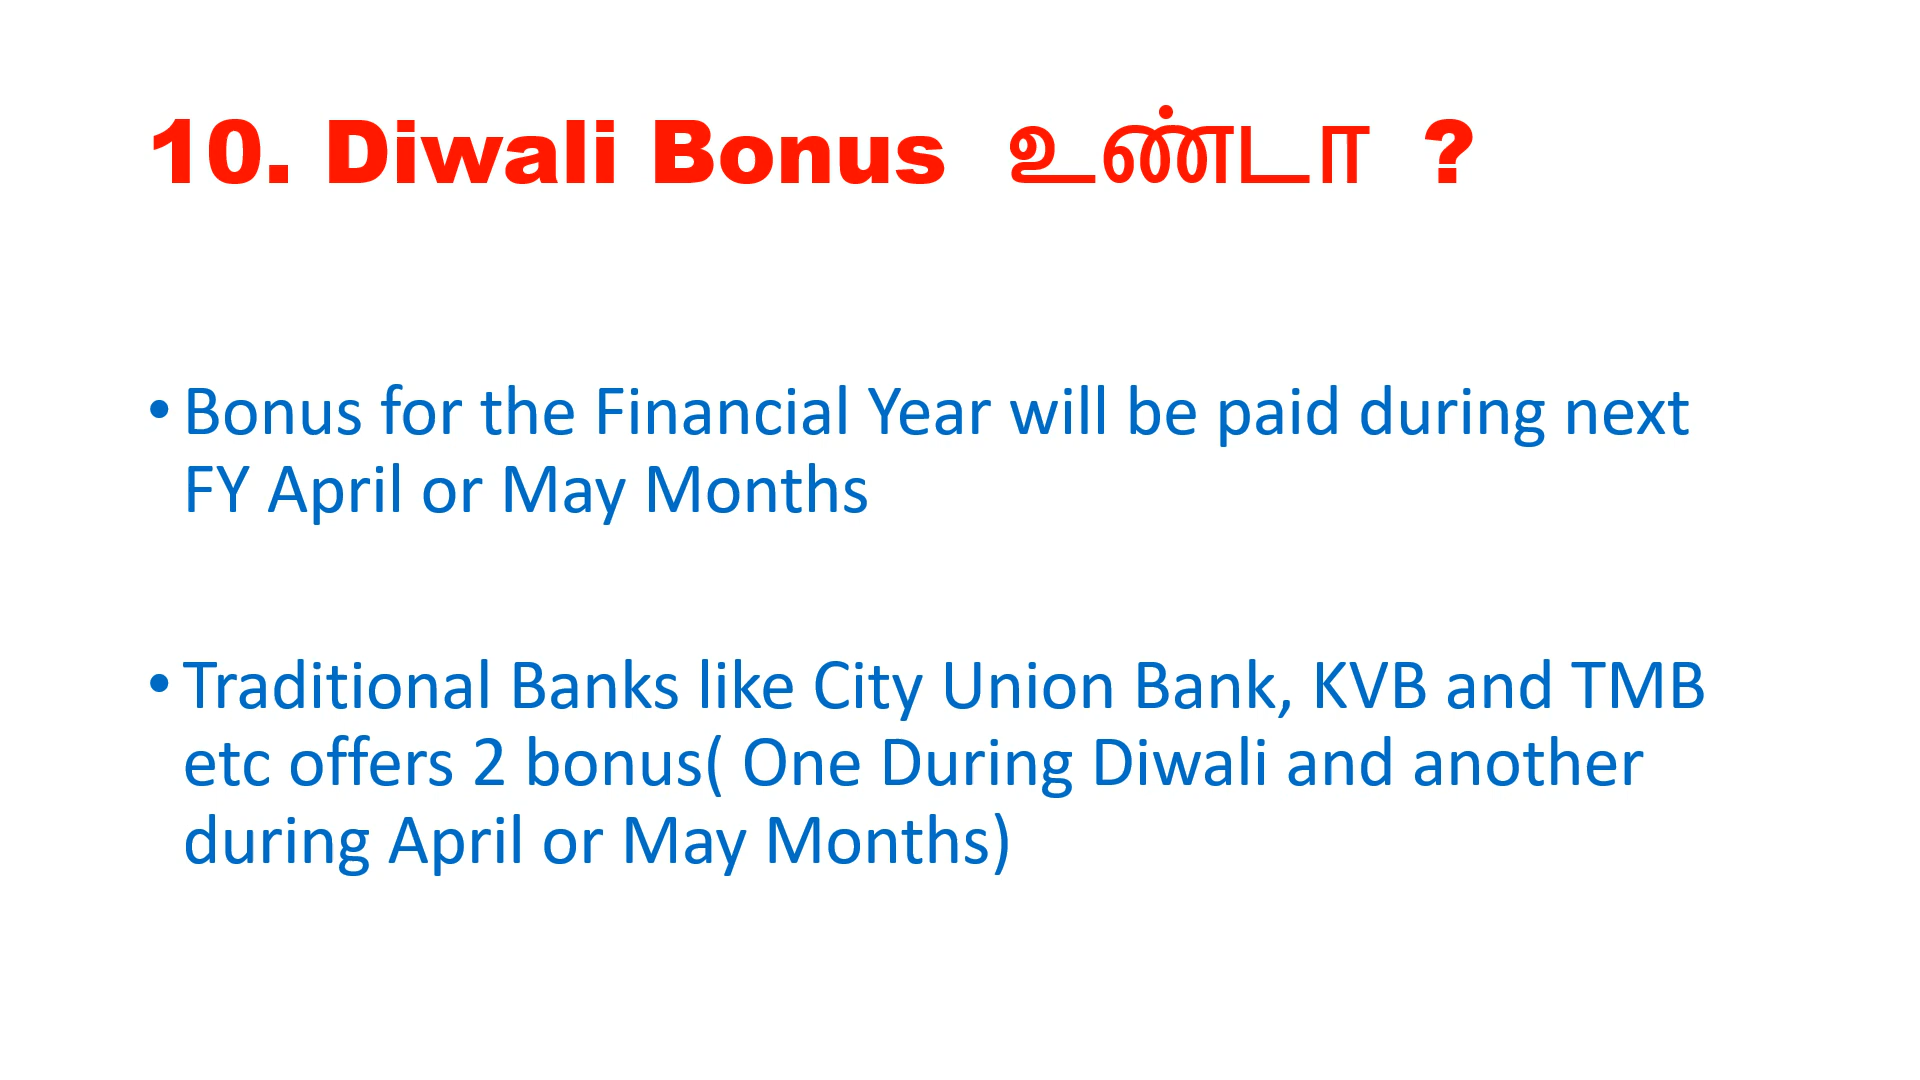 10. Diwali Bonus உண்டா ?
• Bonus for the Financial Year will be paid during next
FY April or May Months
• Traditional Banks like City Union Bank, KVB and TMB
etc offers 2 bonus( One During Diwali and another
during April or May Months)